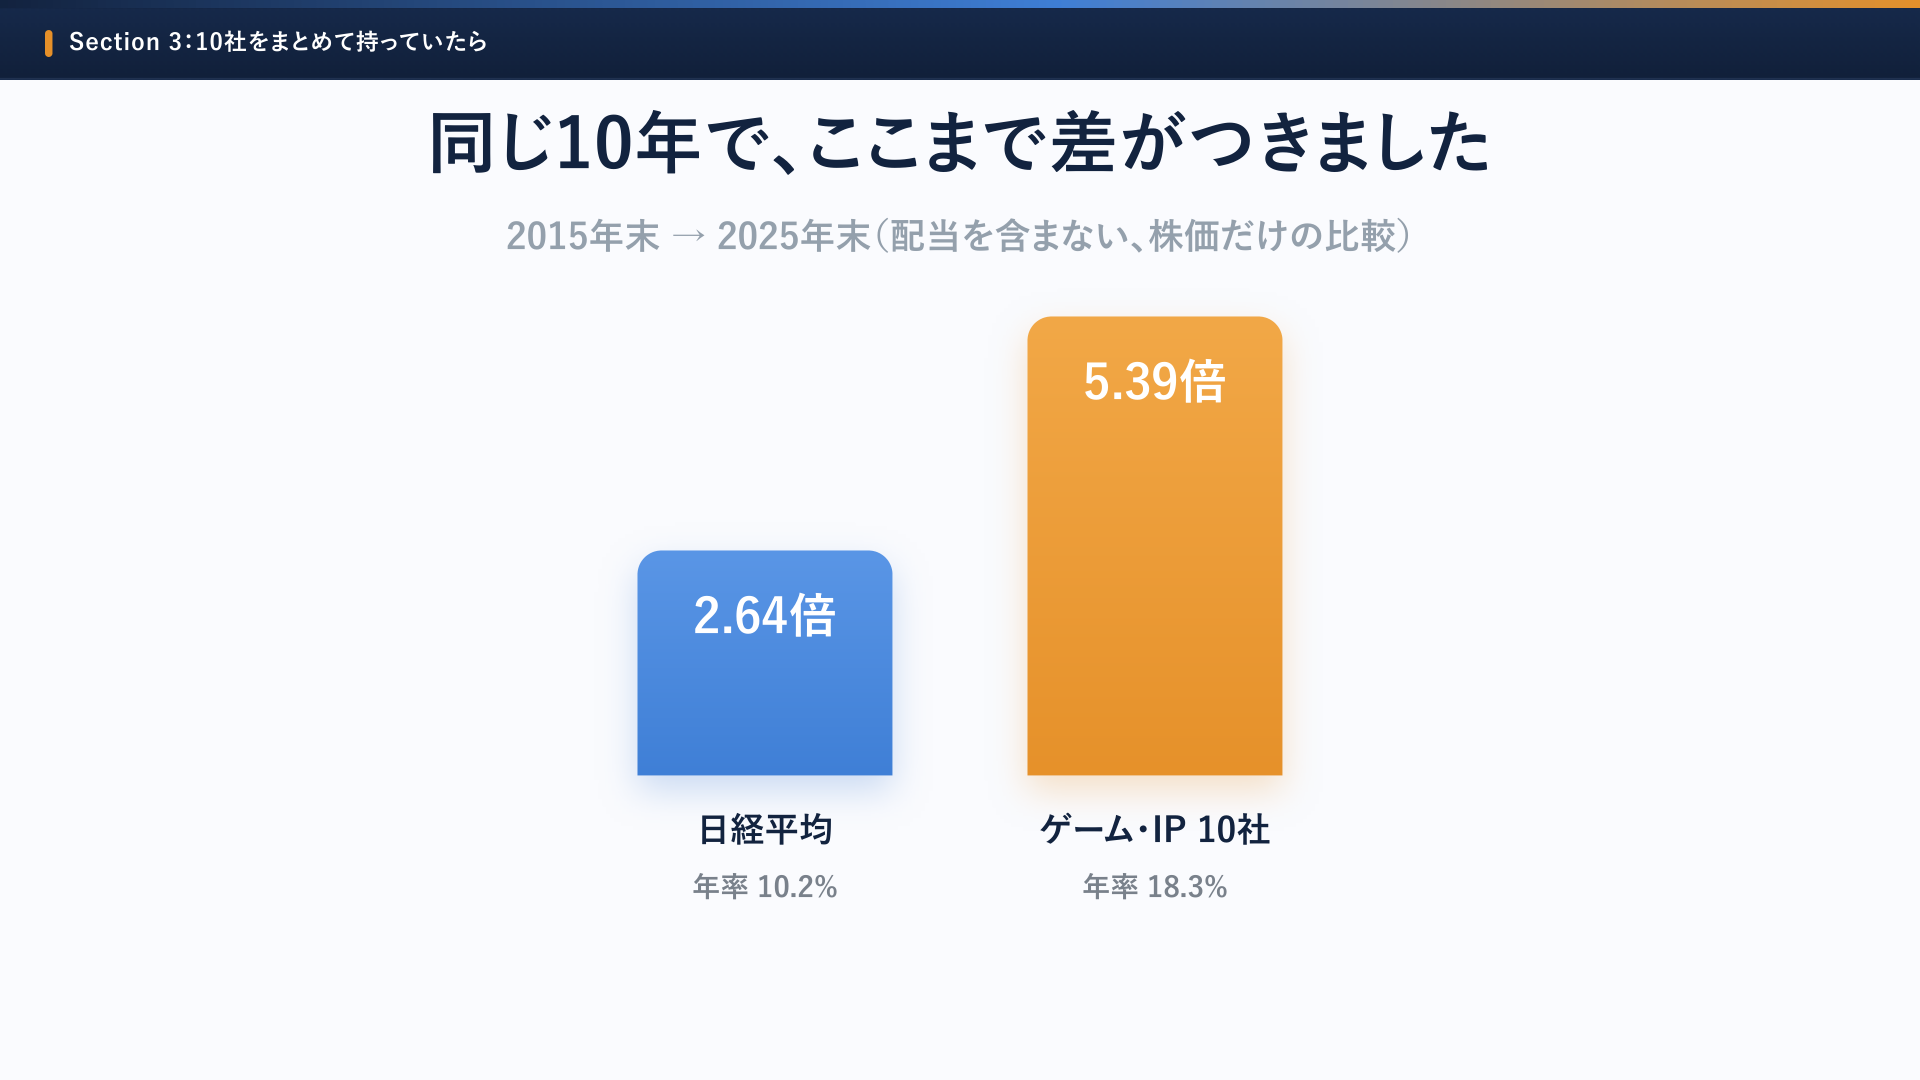 Section 3：10社をまとめて持っていたら
同じ10年で、ここまで差がつきました
2015年末 → 2025年末（配当を含まない、株価だけの比較）
5.39倍
2.64倍
日経平均
ゲーム・IP 10社
年率 10.2%
年率 18.3%